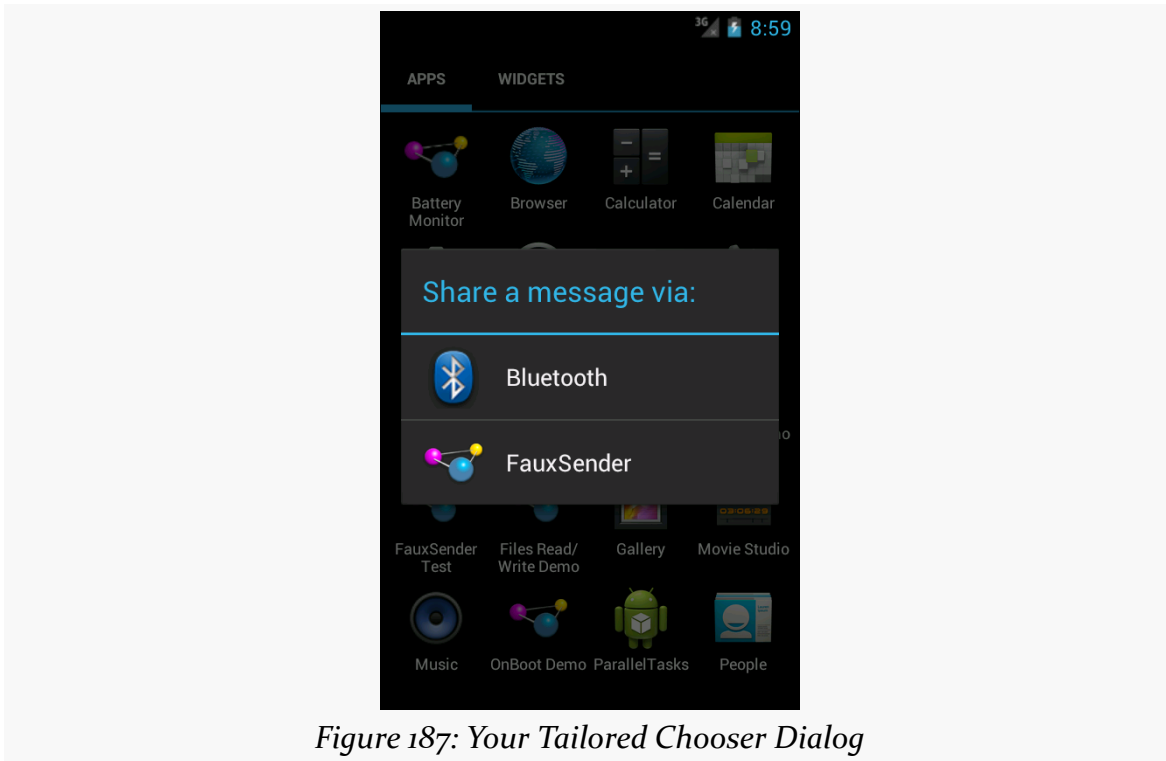 3G 8:59
APPS WIDGETS
Battery Browser Calculator Calendar
Monitor
Share a message via:
Bluetooth
FauxSender
FauxSender Files Read/ Gallery Movie Studio
Test Write Demo
Music OnBoot Demo ParallelTasks People
Figure 187: Your Tailored Chooser Dialog